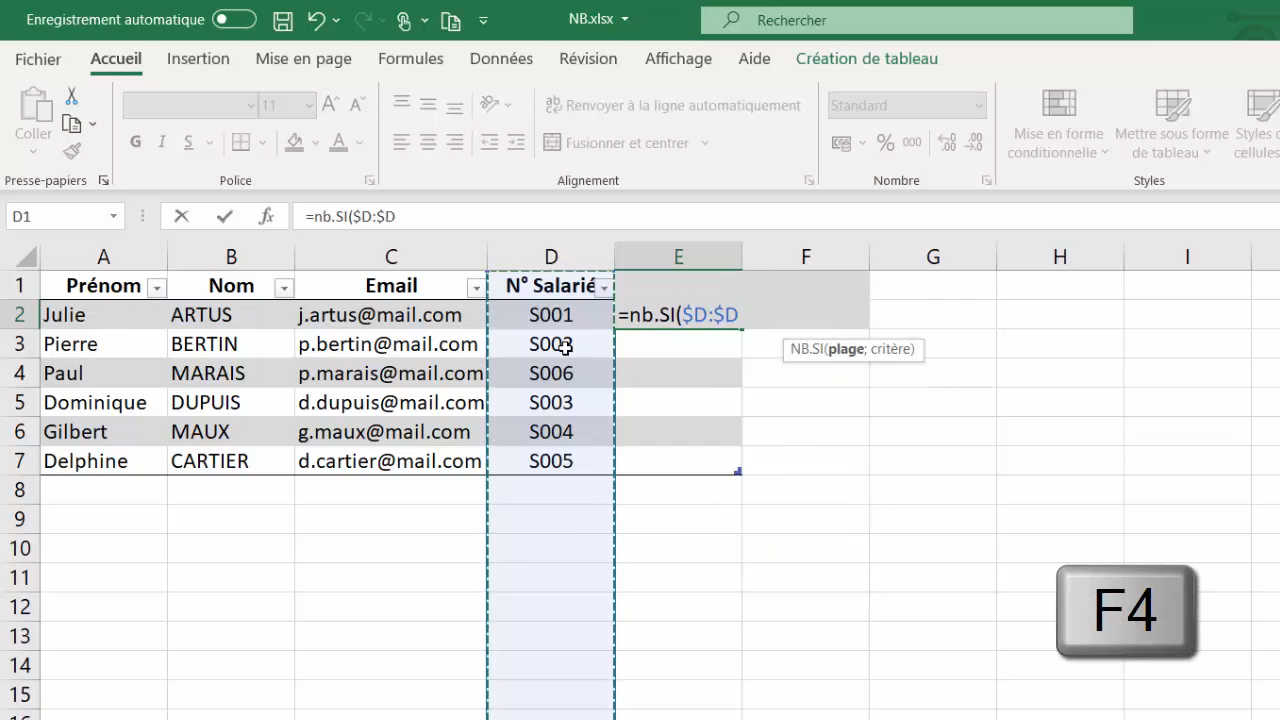 Enregistrement automatique NB.xlsx Rechercher
Fichier Accueil Insertion Mise en page Formules Données Révision Affichage Aide Création de tableau
11 Renvoyer à la ligne automatiquement Standard
Coller G I S Fusionner et centrer % 000 Mise en forme conditionnelle Mettre sous forme de tableau Styles de cellules
Presse-papiers Police Alignement Nombre Styles
D1 fx =nb.SI($D:$D
A B C D E F G H I
1 Prénom Nom Email N° Salarié
2 Julie ARTUS j.artus@mail.com S001 =nb.SI($D:$D
3 Pierre BERTIN p.bertin@mail.com
NB.SI(plage; critère)
4 Paul MARAIS p.marais@mail.com S006
5 Dominique DUPUIS d.dupuis@mail.com S003
6 Gilbert MAUX g.maux@mail.com S004
7 Delphine CARTIER d.cartier@mail.com S005
8
9
10
11
12
13
14
15
F4